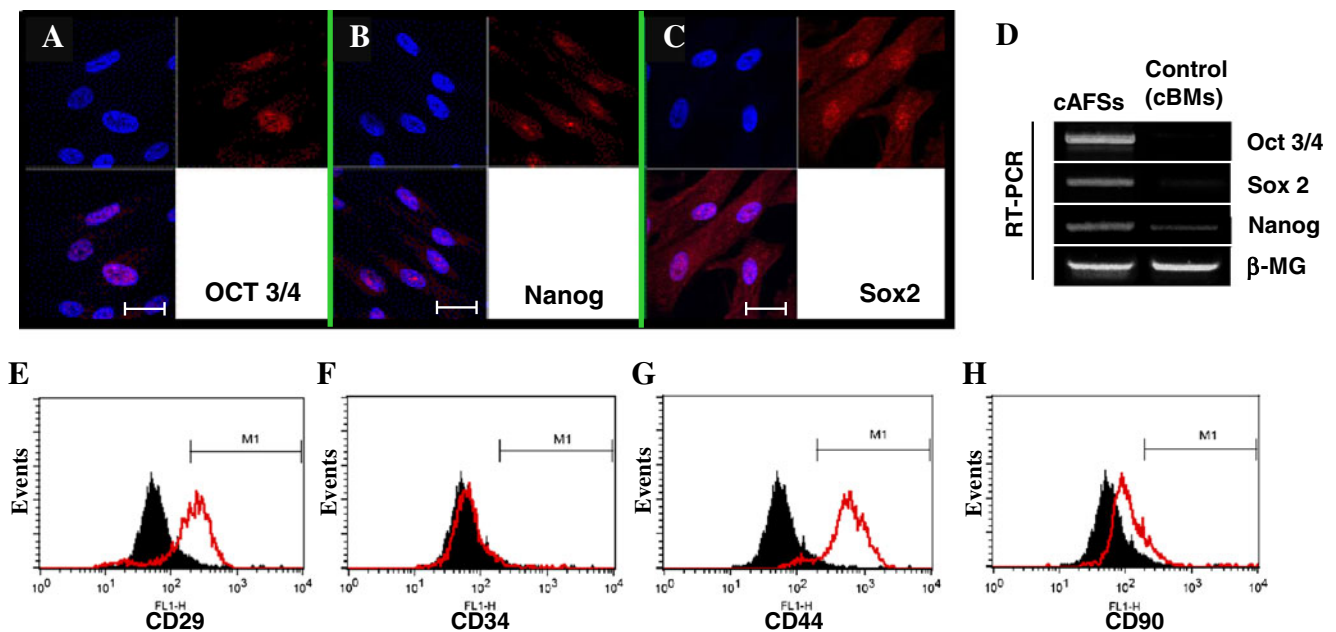 A
B
C
OCT 3/4
Nanog
Sox2
D
cAFSs
Control
(cBMs)
RT-PCR
Oct 3/4
Sox 2
Nanog
β-MG
E
Events
M1
10⁰ 10¹ 10² 10³ 10⁴
FL1-H
CD29
F
Events
M1
10⁰ 10¹ 10² 10³ 10⁴
FL1-H
CD34
G
Events
M1
10⁰ 10¹ 10² 10³ 10⁴
FL1-H
CD44
H
Events
M1
10⁰ 10¹ 10² 10³ 10⁴
FL1-H
CD90